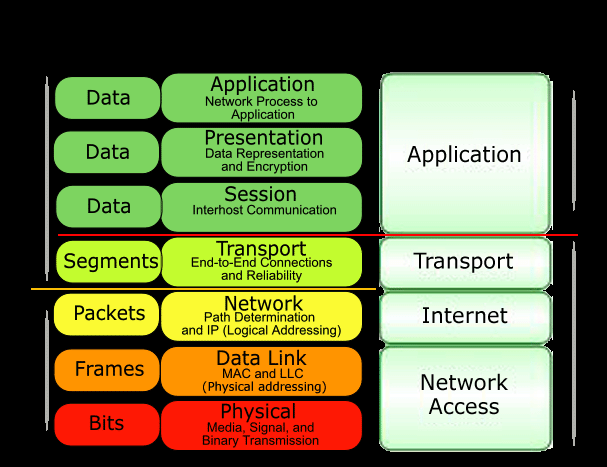 Data
Application
Network Process to
Application
Data
Presentation
Data Representation
and Encryption
Data
Session
Interhost Communication
Application
Segments
Transport
End-to-End Connections
and Reliability
Transport
Packets
Network
Path Determination
and IP (Logical Addressing)
Internet
Frames
Data Link
MAC and LLC
(Physical addressing)
Bits
Physical
Media, Signal, and
Binary Transmission
Network
Access